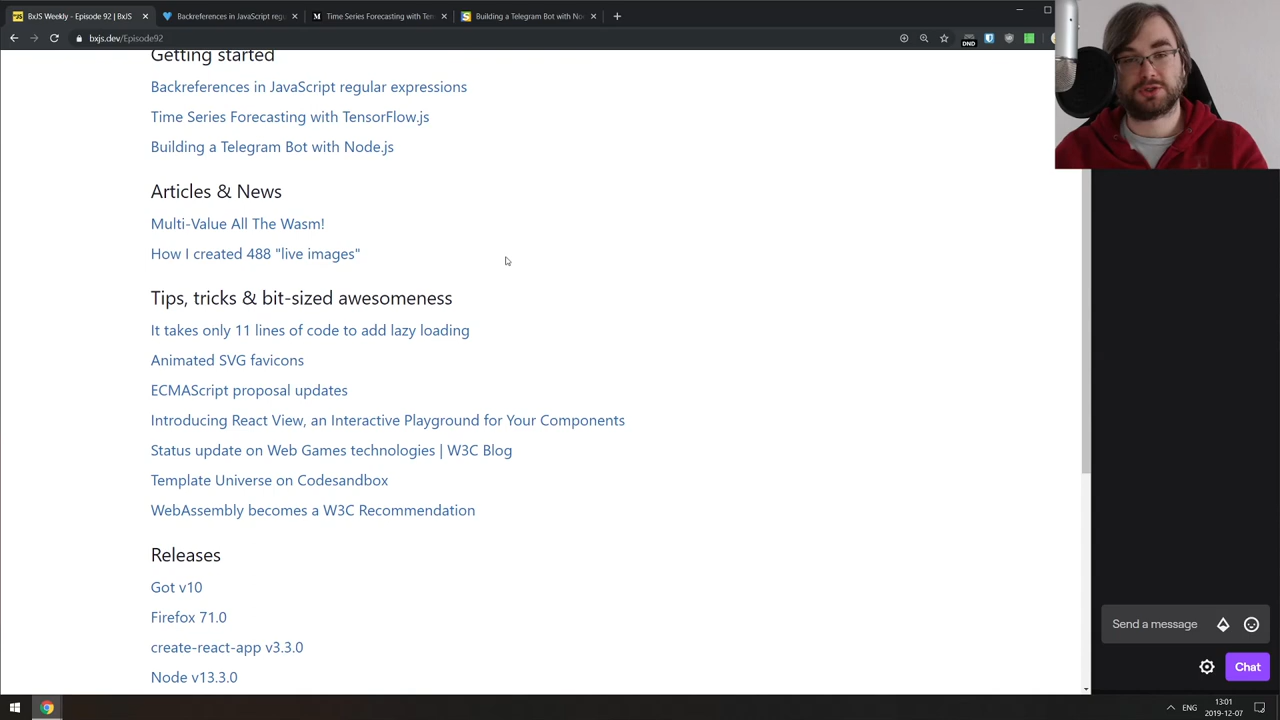 BxJS Weekly - Episode 92 | BxJS
Backreferences in JavaScript regu
Time Series Forecasting with Ten
Building a Telegram Bot with No
bxjs.dev/Episode92
DND
Getting started
Backreferences in JavaScript regular expressions
Time Series Forecasting with TensorFlow.js
Building a Telegram Bot with Node.js
Articles & News
Multi-Value All The Wasm!
How I created 488 "live images"
Tips, tricks & bit-sized awesomeness
It takes only 11 lines of code to add lazy loading
Animated SVG favicons
ECMAScript proposal updates
Introducing React View, an Interactive Playground for Your Components
Status update on Web Games technologies | W3C Blog
Template Universe on Codesandbox
WebAssembly becomes a W3C Recommendation
Releases
Got v10
Firefox 71.0
create-react-app v3.3.0
Node v13.3.0
Send a message
Chat
ENG
13:01
2019-12-07